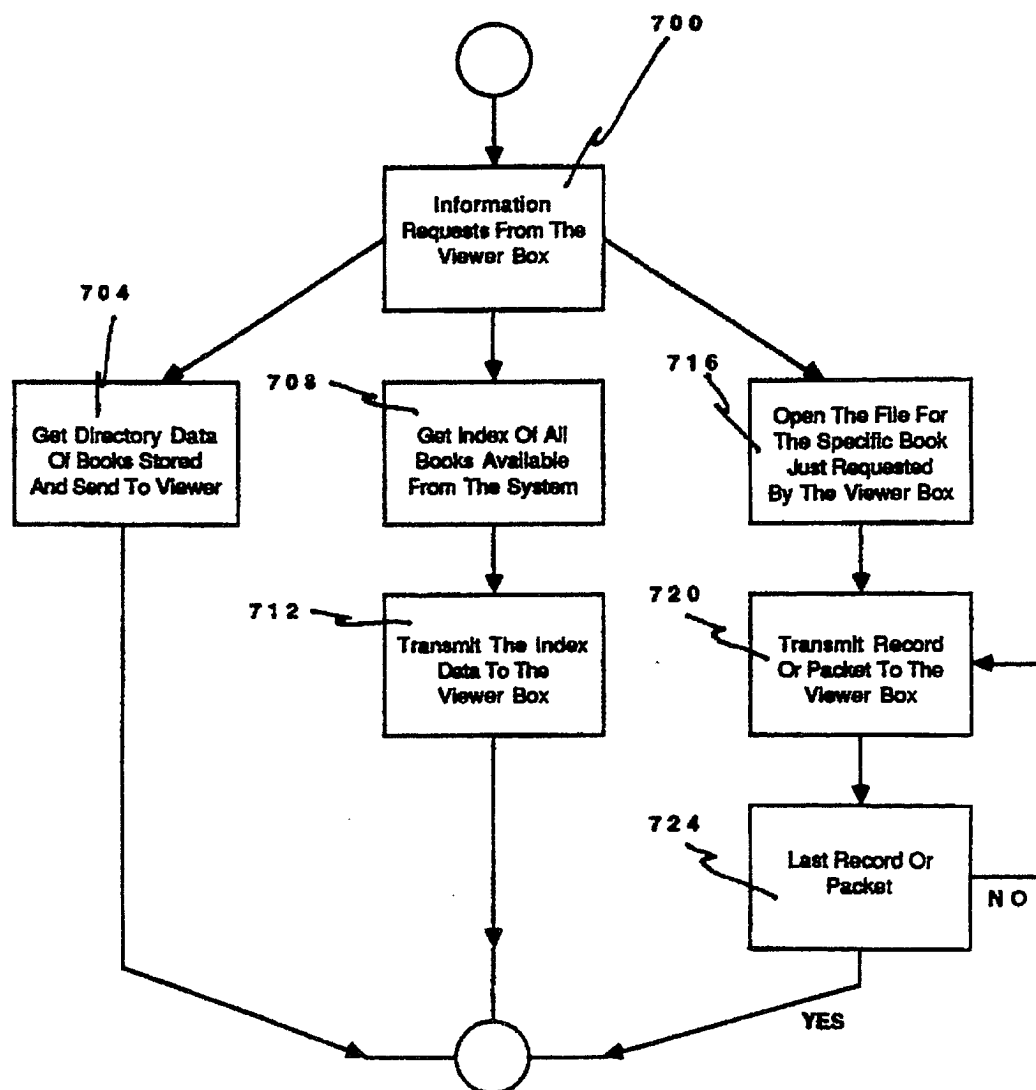 700
Information
Requests From The
Viewer Box
704
Get Directory Data
Of Books Stored
And Send To Viewer
708
Get Index Of All
Books Available
From The System
716
Open The File For
The Specific Book
Just Requested
By The Viewer Box
712
Transmit The Index
Data To The
Viewer Box
720
Transmit Record
Or Packet To The
Viewer Box
724
Last Record Or
Packet
NO
YES